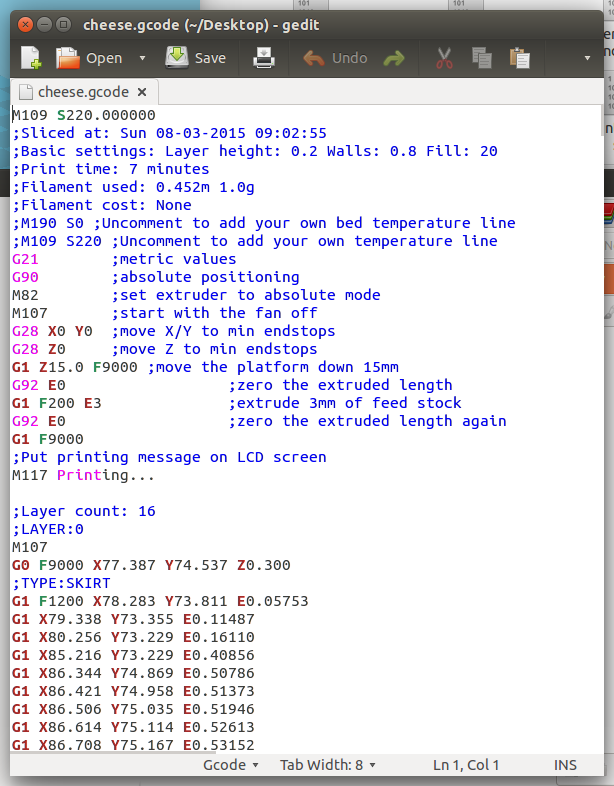 cheese.gcode (~/Desktop) - gedit
Open Save Undo
cheese.gcode
M109 S220.000000
;Sliced at: Sun 08-03-2015 09:02:55
;Basic settings: Layer height: 0.2 Walls: 0.8 Fill: 20
;Print time: 7 minutes
;Filament used: 0.452m 1.0g
;Filament cost: None
;M190 S0 ;Uncomment to add your own bed temperature line
;M109 S220 ;Uncomment to add your own temperature line
G21        ;metric values
G90        ;absolute positioning
M82        ;set extruder to absolute mode
M107       ;start with the fan off
G28 X0 Y0  ;move X/Y to min endstops
G28 Z0     ;move Z to min endstops
G1 Z15.0 F9000 ;move the platform down 15mm
G92 E0                  ;zero the extruded length
G1 F200 E3              ;extrude 3mm of feed stock
G92 E0                  ;zero the extruded length again
G1 F9000
;Put printing message on LCD screen
M117 Printing...
;Layer count: 16
;LAYER:0
M107
G0 F9000 X77.387 Y74.537 Z0.300
;TYPE:SKIRT
G1 F1200 X78.283 Y73.811 E0.05753
G1 X79.338 Y73.355 E0.11487
G1 X80.256 Y73.229 E0.16110
G1 X85.216 Y73.229 E0.40856
G1 X86.344 Y74.869 E0.50786
G1 X86.421 Y74.958 E0.51373
G1 X86.506 Y75.035 E0.51946
G1 X86.614 Y75.114 E0.52613
G1 X86.708 Y75.167 E0.53152
Gcode Tab Width: 8 Ln 1, Col 1 INS